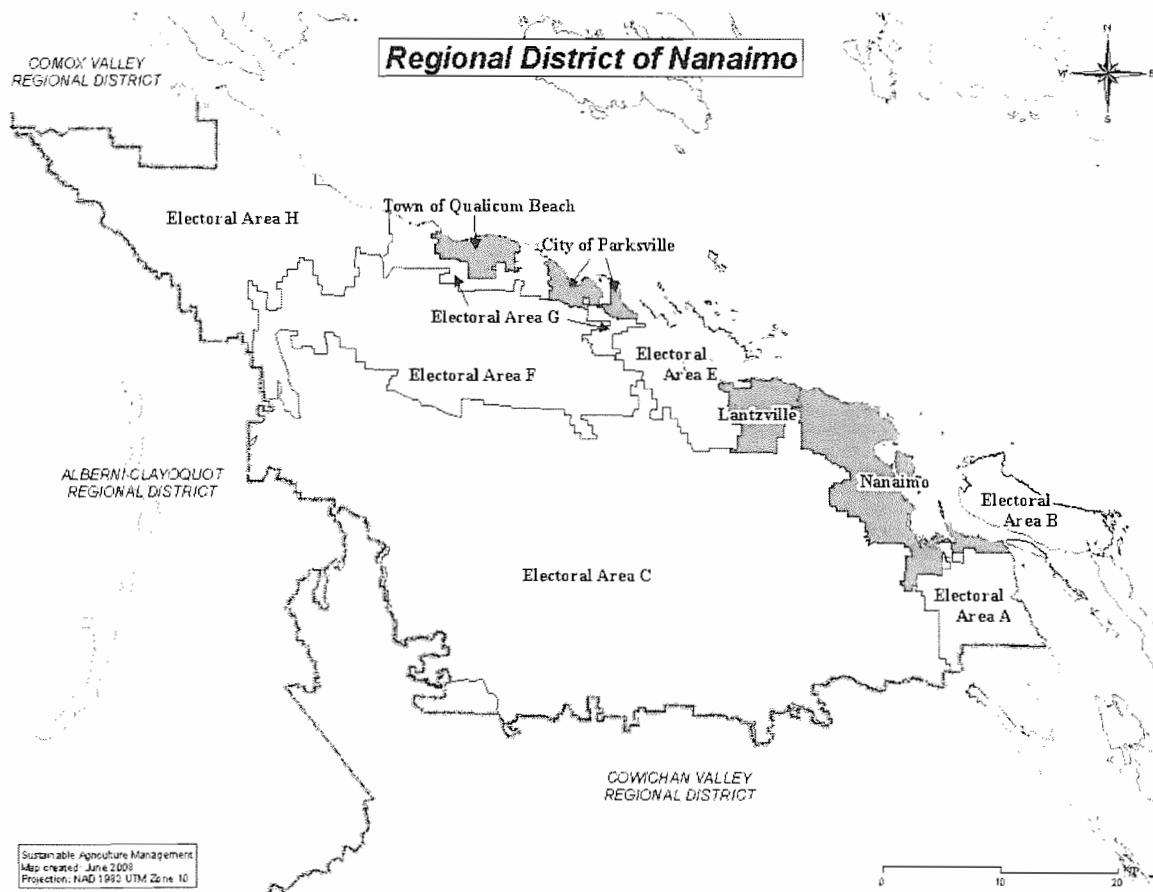 Regional District of Nanaimo
COMOX VALLEY
REGIONAL DISTRICT
N
W
E
S
Electoral Area H
Town of Qualicum Beach
City of Parksville
Electoral Area G
Electoral
Area E
Electoral Area F
Lantzville
ALBERNI-CLAYOQUOT
REGIONAL DISTRICT
Nanaimo
Electoral
Area B
Electoral Area C
Electoral
Area A
COWICHAN VALLEY
REGIONAL DISTRICT
Sustainable Agriculture Management
Map created: June 2008
Projection: NAD 1983 UTM Zone 10
0
10
20